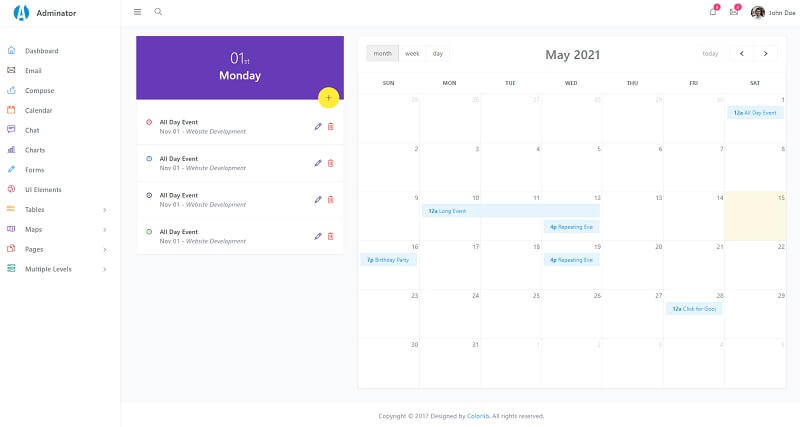 Adminator
John Doe
Dashboard
Email
Compose
Calendar
Chat
Charts
Forms
UI Elements
Tables
Maps
Pages
Multiple Levels
01st
Monday
+
All Day Event
Nov 01 - Website Development
All Day Event
Nov 01 - Website Development
All Day Event
Nov 01 - Website Development
All Day Event
Nov 01 - Website Development
month week day
May 2021
today
SUN MON TUE WED THU FRI SAT
25 26 27 28 29 30 1
12a All Day Event
2 3 4 5 6 7 8
9 10 11 12 13 14 15
12a Long Event
4p Repeating Eve
16 17 18 19 20 21 22
7p Birthday Party
4p Repeating Eve
23 24 25 26 27 28 29
12a Click for Goog
30 31 1 2 3 4 5
Copyright © 2017 Designed by Colorlib. All rights reserved.